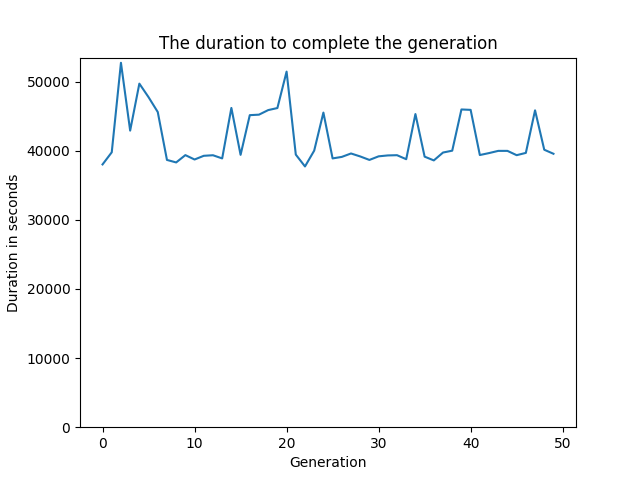 The duration to complete the generation
Duration in seconds
50000
40000
30000
20000
10000
0
0 10 20 30 40 50
Generation